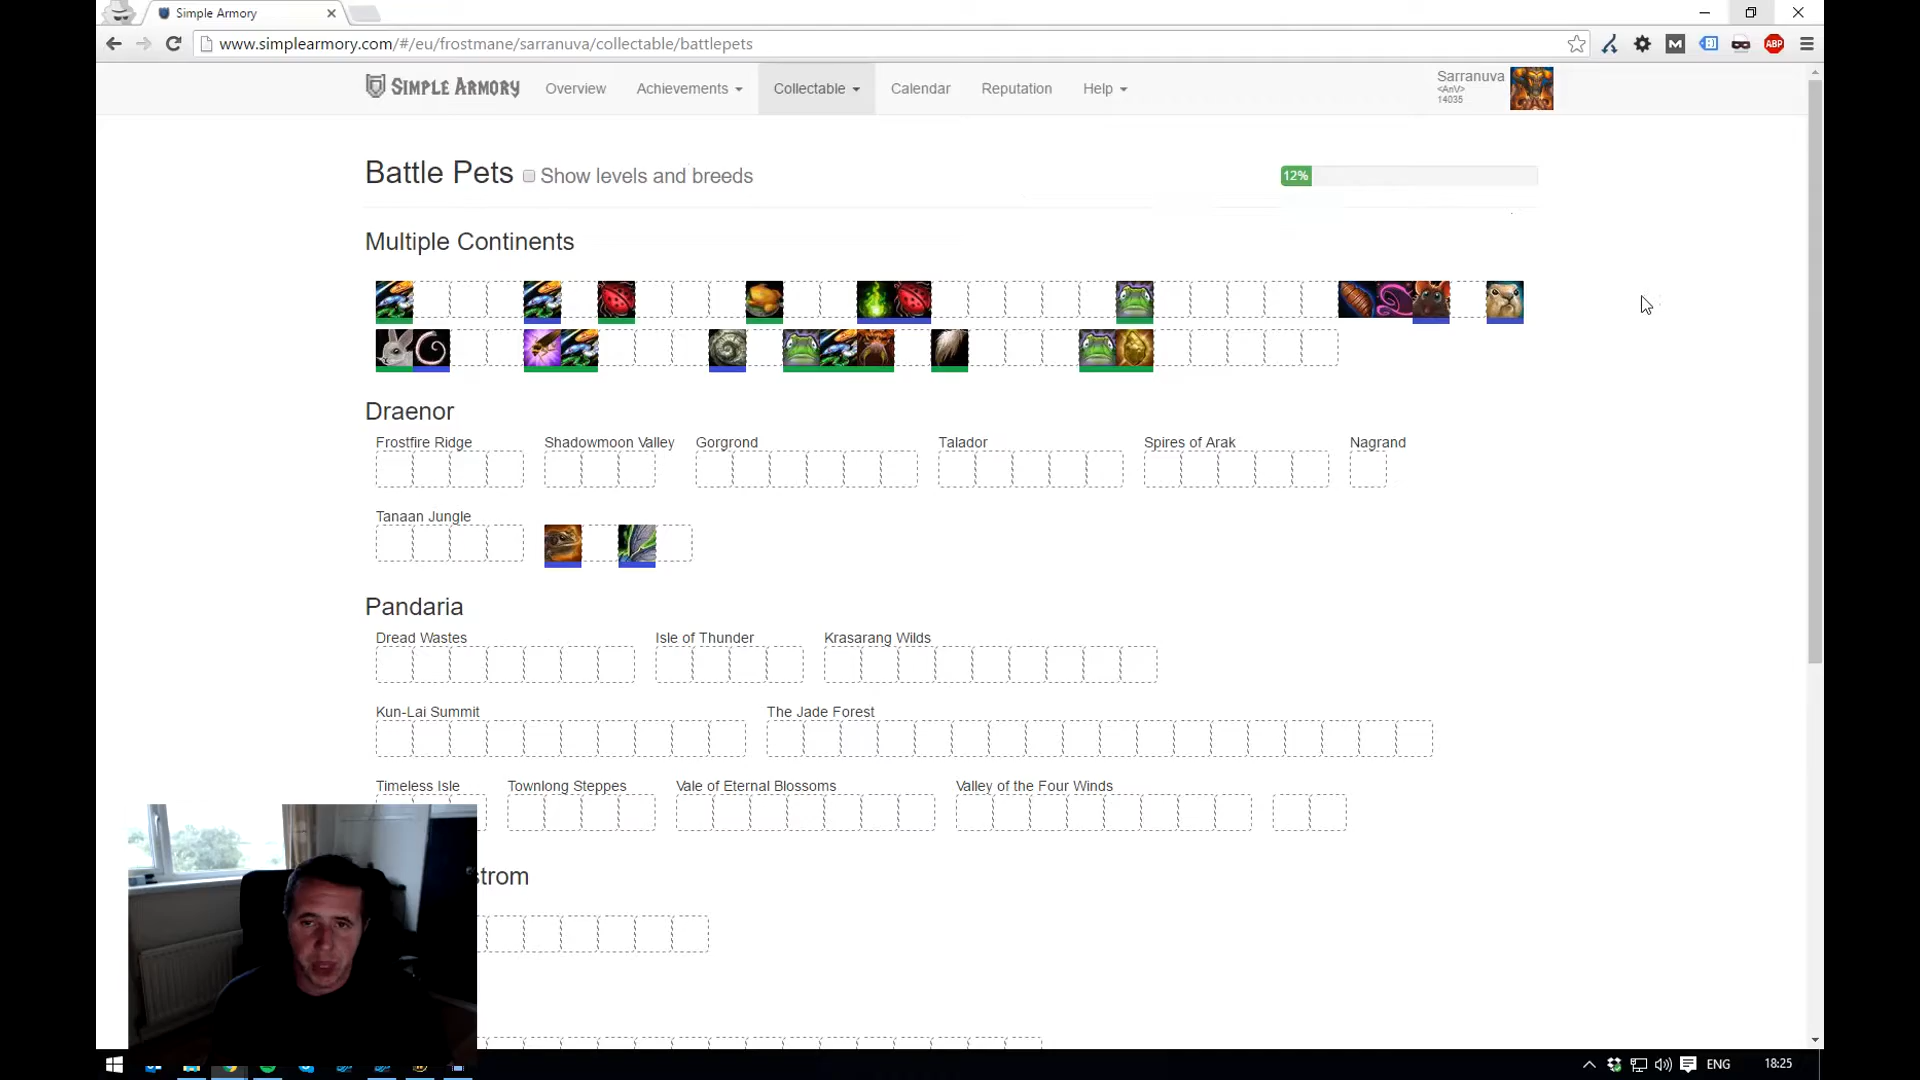 Simple Armory
www.simplearmory.com/#/eu/frostmane/sarranuva/collectable/battlepets
ABP
SIMPLE ARMORY
Overview
Achievements
Collectable
Calendar
Reputation
Help
Sarranuva
<AnV>
14035
Battle Pets
Show levels and breeds
12%
Multiple Continents
Draenor
Frostfire Ridge
Shadowmoon Valley
Gorgrond
Talador
Spires of Arak
Nagrand
Tanaan Jungle
Pandaria
Dread Wastes
Isle of Thunder
Krasarang Wilds
Kun-Lai Summit
The Jade Forest
Timeless Isle
Townlong Steppes
Vale of Eternal Blossoms
Valley of the Four Winds
strom
ENG
18:25